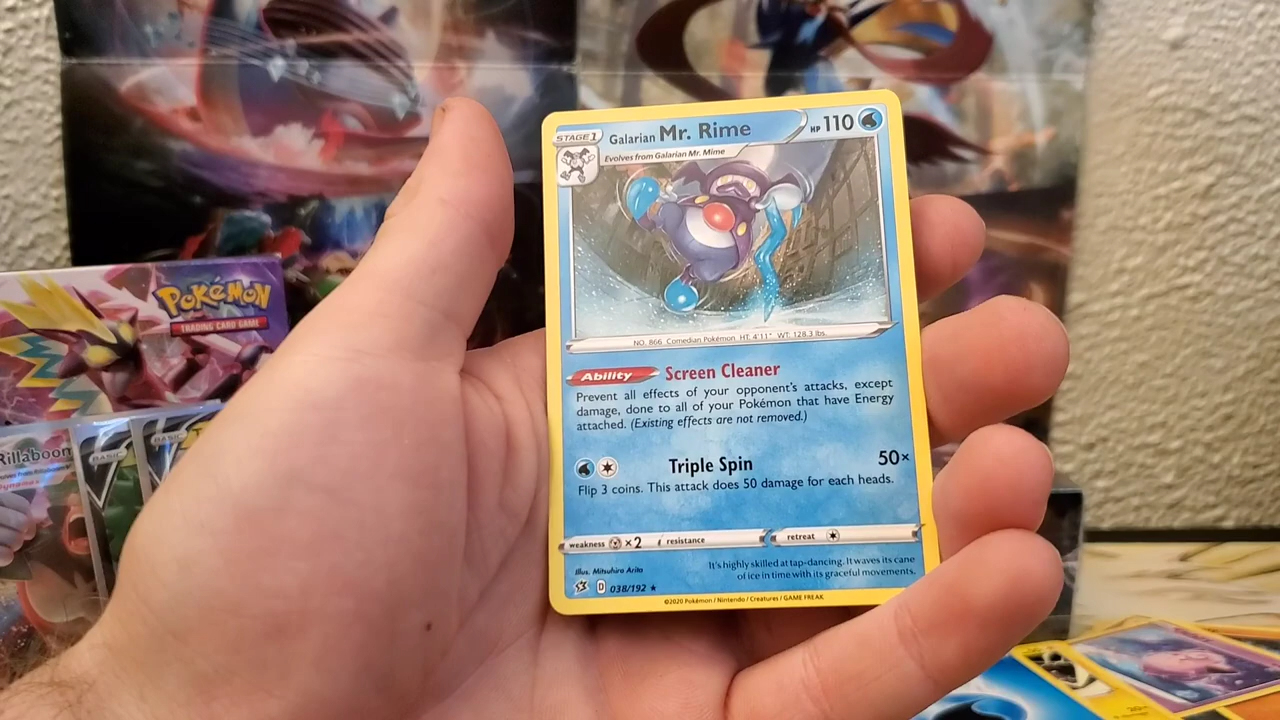 STAGE 1 Galarian Mr. Rime HP 110
Evolves from Galarian Mr. Mime
NO. 866 Comedian Pokémon HT: 4'11" WT: 128.3 lbs.
Ability Screen Cleaner
Prevent all effects of your opponent's attacks, except
damage, done to all of your Pokémon that have Energy
attached. (Existing effects are not removed.)
Triple Spin 50×
Flip 3 coins. This attack does 50 damage for each heads.
weakness ×2 resistance retreat
Illus. Mitsuhiro Arita
It's highly skilled at tap-dancing. It waves its cane
of ice in time with its graceful movements.
D 038/192 ★
©2020 Pokémon / Nintendo / Creatures / GAME FREAK
POKéMON
TRADING CARD GAME
Rillaboom
BASIC
BASIC